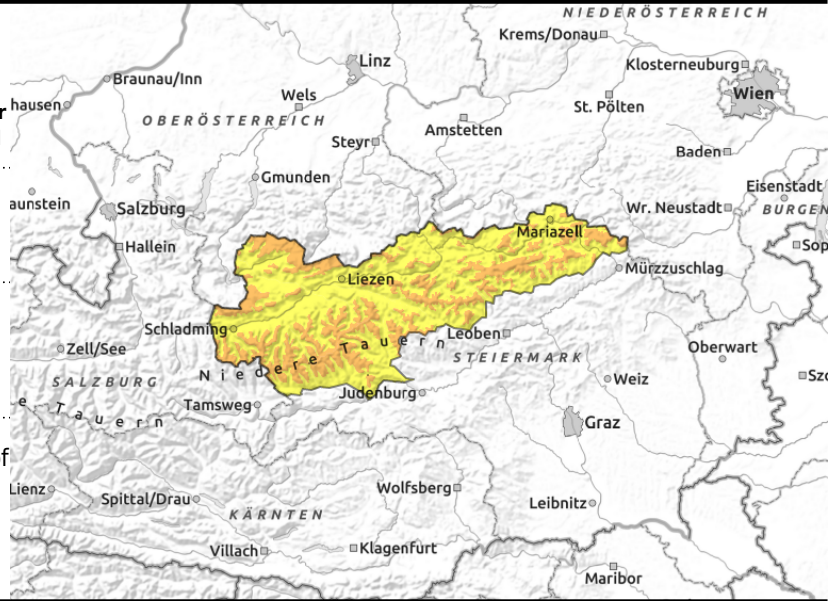 NIEDERÖSTERREICH
Krems/Donau
Linz
Klosterneuburg
Braunau/Inn
Wels
Wien
hausen
St. Pölten
r
OBERÖSTERREICH
Amstetten
Steyr
Baden
Gmunden
Eisenstadt
aunstein
Salzburg
Wr. Neustadt
BURGEN
Mariazell
Hallein
Sop
Mürzzuschlag
Liezen
Schladming
Leoben
Niedere Tauern
Zell/See
Oberwart
STEIERMARK
SALZBURG
Weiz
Szo
Judenburg
Tamsweg
e Tauern
Graz
f
Lienz
Spittal/Drau
Wolfsberg
Leibnitz
KÄRNTEN
Villach
Klagenfurt
Maribor